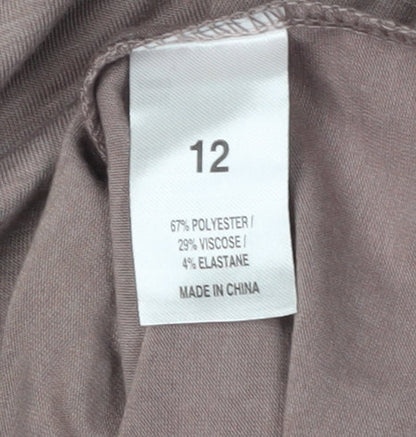 12
67% POLYESTER /
29% VISCOSE /
4% ELASTANE
MADE IN CHINA